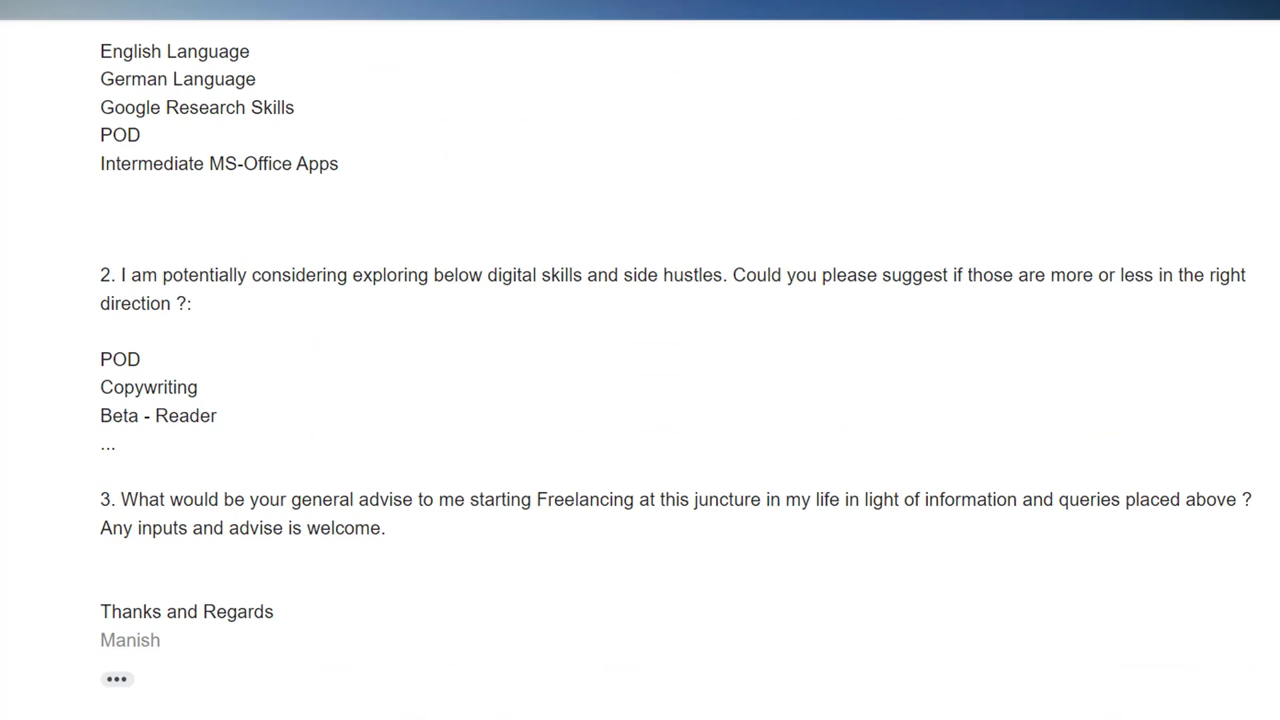 English Language
German Language
Google Research Skills
POD
Intermediate MS-Office Apps
2. I am potentially considering exploring below digital skills and side hustles. Could you please suggest if those are more or less in the right
direction ?:
POD
Copywriting
Beta - Reader
...
3. What would be your general advise to me starting Freelancing at this juncture in my life in light of information and queries placed above ?
Any inputs and advise is welcome.
Thanks and Regards
Manish
•••